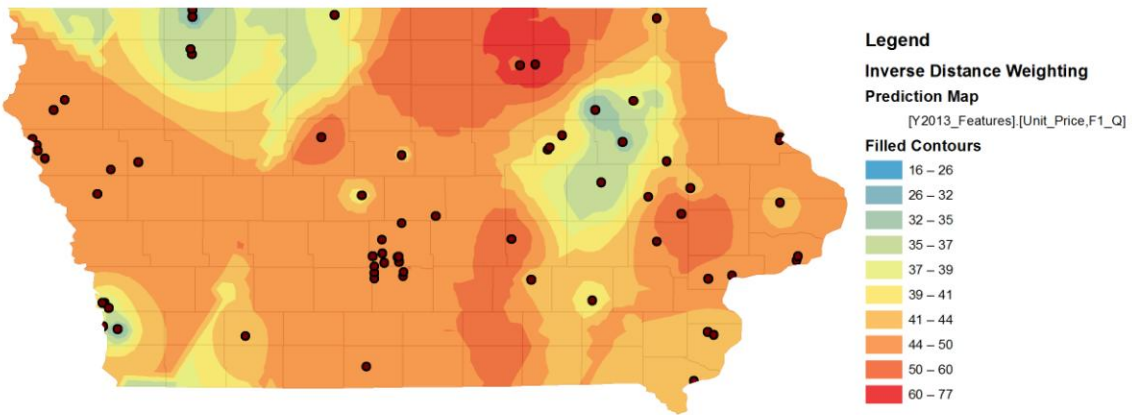 Legend
Inverse Distance Weighting
Prediction Map
[Y2013_Features].[Unit_Price,F1_Q]
Filled Contours
16 – 26
26 – 32
32 – 35
35 – 37
37 – 39
39 – 41
41 – 44
44 – 50
50 – 60
60 – 77